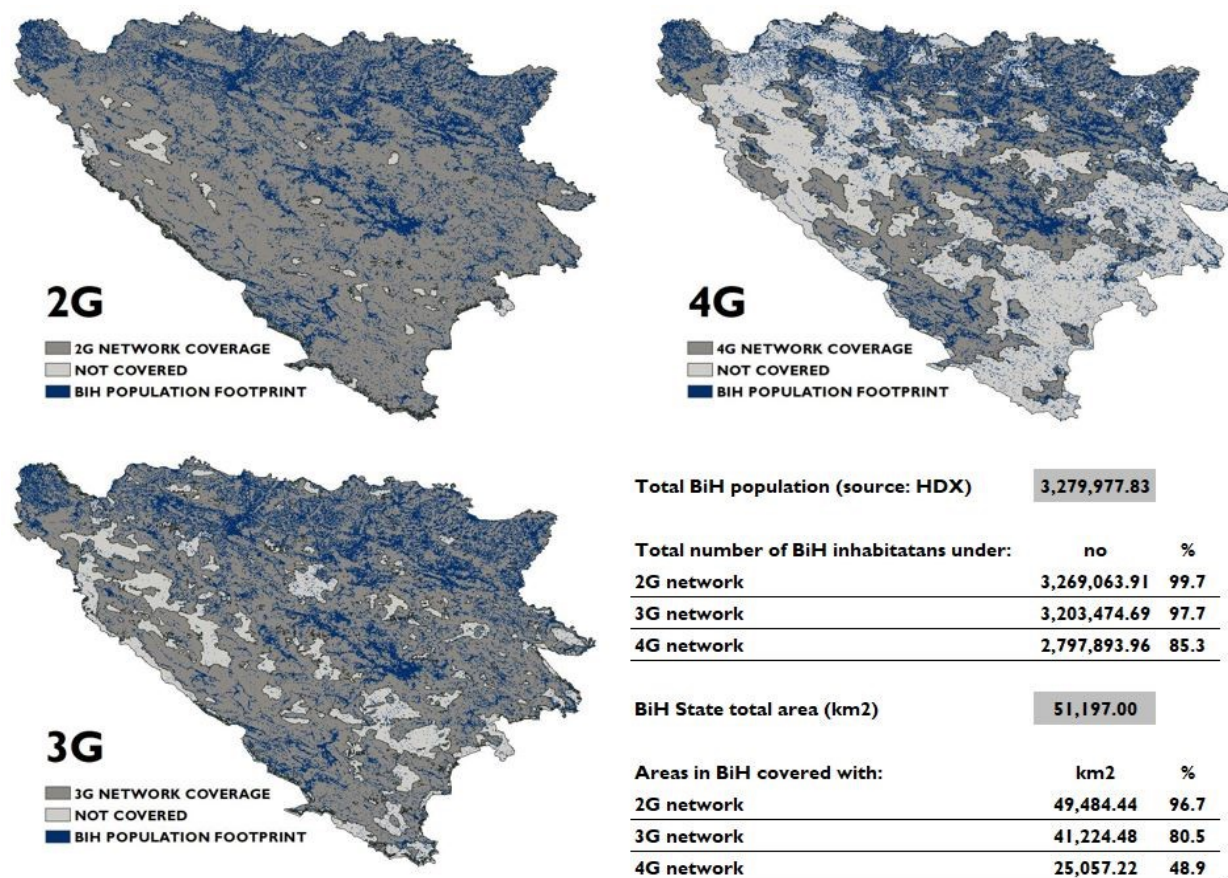 2G
2G NETWORK COVERAGE
NOT COVERED
BIH POPULATION FOOTPRINT
4G
4G NETWORK COVERAGE
NOT COVERED
BIH POPULATION FOOTPRINT
3G
3G NETWORK COVERAGE
NOT COVERED
BIH POPULATION FOOTPRINT
Total BiH population (source: HDX) 3,279,977.83
Total number of BiH inhabitatans under: no %
2G network 3,269,063.91 99.7
3G network 3,203,474.69 97.7
4G network 2,797,893.96 85.3
BiH State total area (km2) 51,197.00
Areas in BiH covered with: km2 %
2G network 49,484.44 96.7
3G network 41,224.48 80.5
4G network 25,057.22 48.9